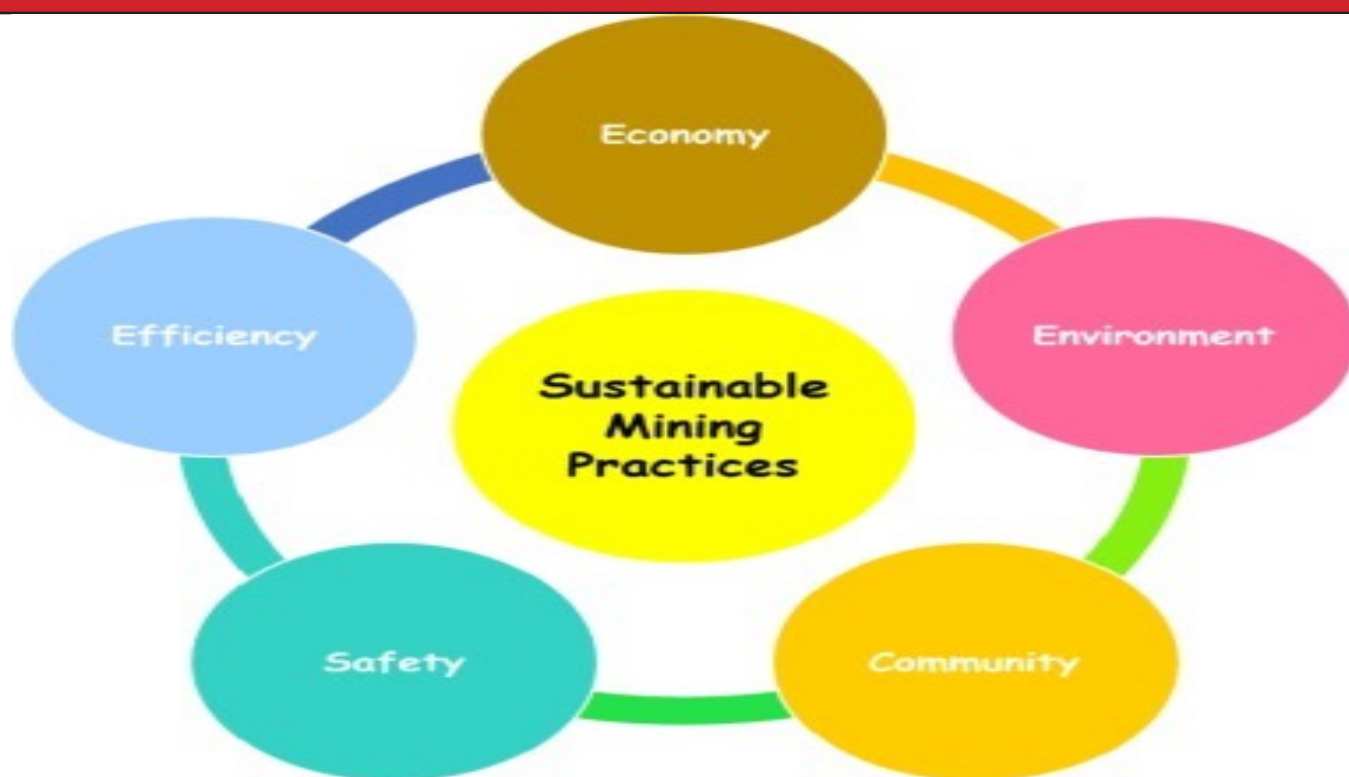 Economy
Efficiency
Environment
Sustainable
Mining
Practices
Safety
Community